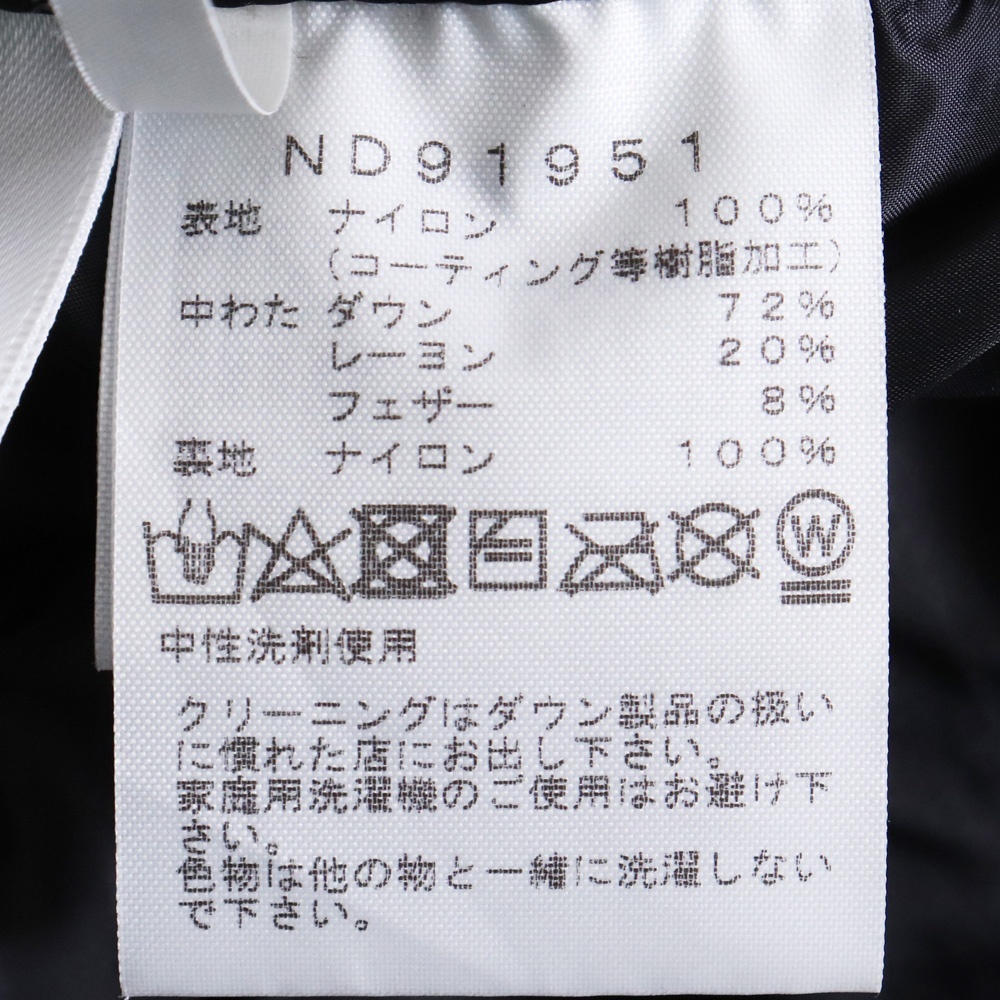 ND91951
表地 ナイロン 100%
(コーティング等樹脂加工)
中わた ダウン 72%
レーヨン 20%
フェザー 8%
裏地 ナイロン 100%
W
中性洗剤使用
クリーニングはダウン製品の扱い
に慣れた店にお出し下さい。
家庭用洗濯機のご使用はお避け下
さい。
色物は他の物と一緒に洗濯しない
で下さい。